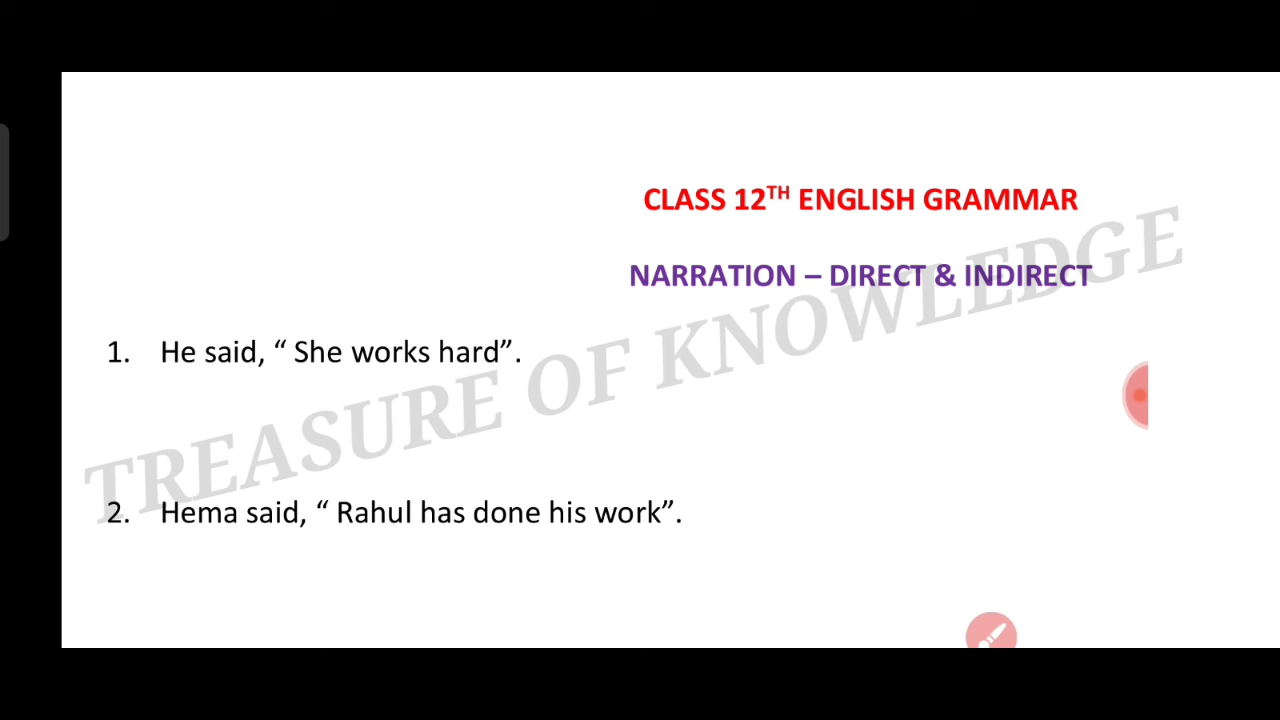 CLASS 12TH ENGLISH GRAMMAR
NARRATION – DIRECT & INDIRECT
1. He said, “ She works hard”.
TREASURE OF KNOWLEDGE
2. Hema said, “ Rahul has done his work”.